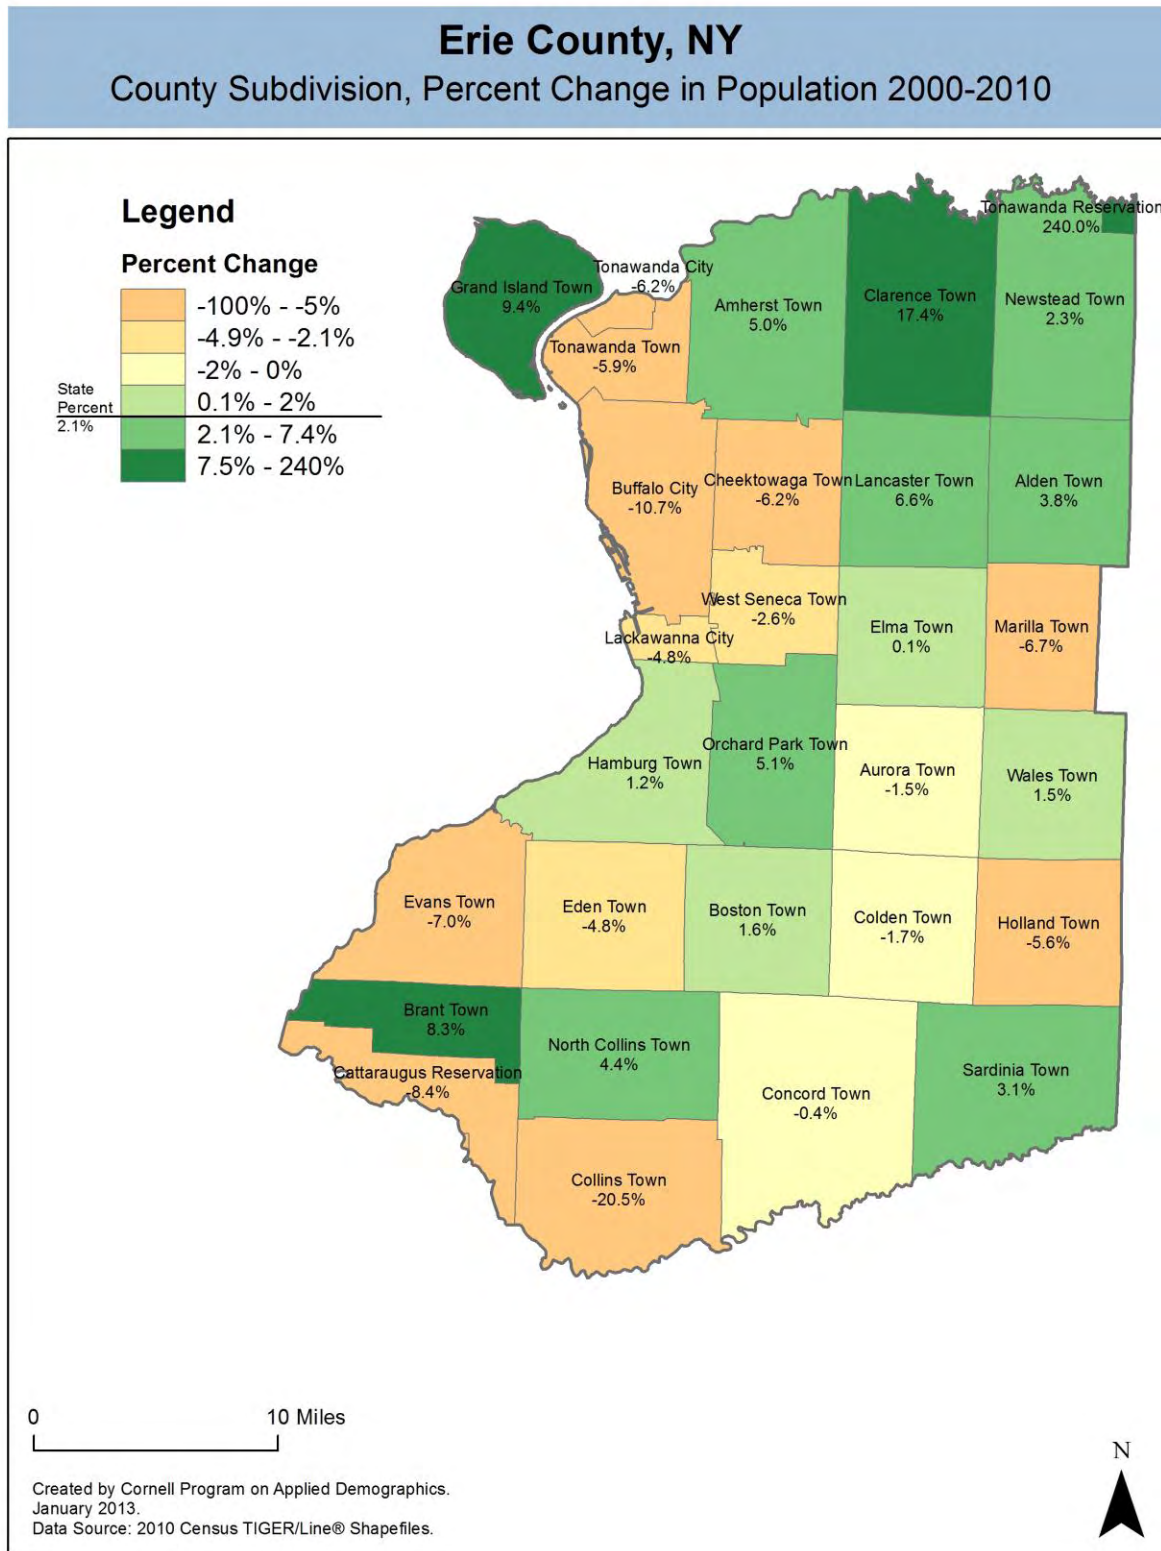 Erie County, NY
County Subdivision, Percent Change in Population 2000-2010
Legend
Percent Change
-100% - -5%
-4.9% - -2.1%
-2% - 0%
0.1% - 2%
State
Percent
2.1%
2.1% - 7.4%
7.5% - 240%
Tonawanda Reservation
240.0%
Tonawanda City
-6.2%
Grand Island Town
9.4%
Amherst Town
5.0%
Clarence Town
17.4%
Newstead Town
2.3%
Tonawanda Town
-5.9%
Buffalo City
-10.7%
Cheektowaga Town
-6.2%
Lancaster Town
6.6%
Alden Town
3.8%
West Seneca Town
-2.6%
Lackawanna City
-4.8%
Elma Town
0.1%
Marilla Town
-6.7%
Hamburg Town
1.2%
Orchard Park Town
5.1%
Aurora Town
-1.5%
Wales Town
1.5%
Evans Town
-7.0%
Eden Town
-4.8%
Boston Town
1.6%
Colden Town
-1.7%
Holland Town
-5.6%
Brant Town
8.3%
North Collins Town
4.4%
Cattaraugus Reservation
-8.4%
Concord Town
-0.4%
Sardinia Town
3.1%
Collins Town
-20.5%
0
10 Miles
N
Created by Cornell Program on Applied Demographics.
January 2013.
Data Source: 2010 Census TIGER/Line® Shapefiles.